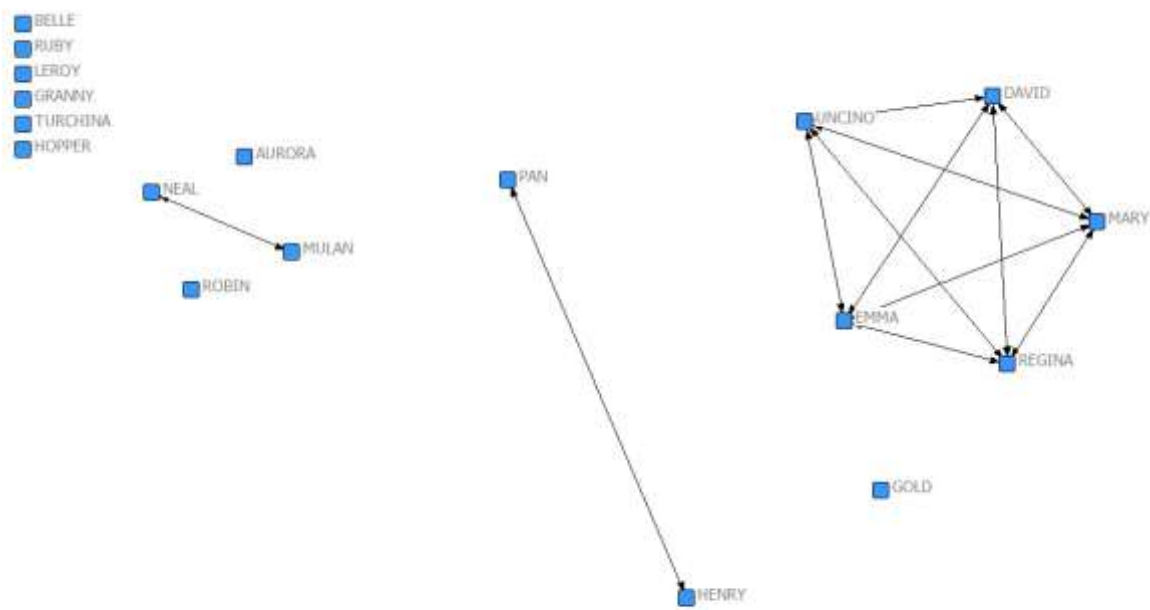 BELLE
RUBY
LEROY
GRANNY
TURCHINA
HOPPER
AURORA
NEAL
MULAN
ROBIN
PAN
UNCINO
DAVID
MARY
EMMA
REGINA
GOLD
HENRY